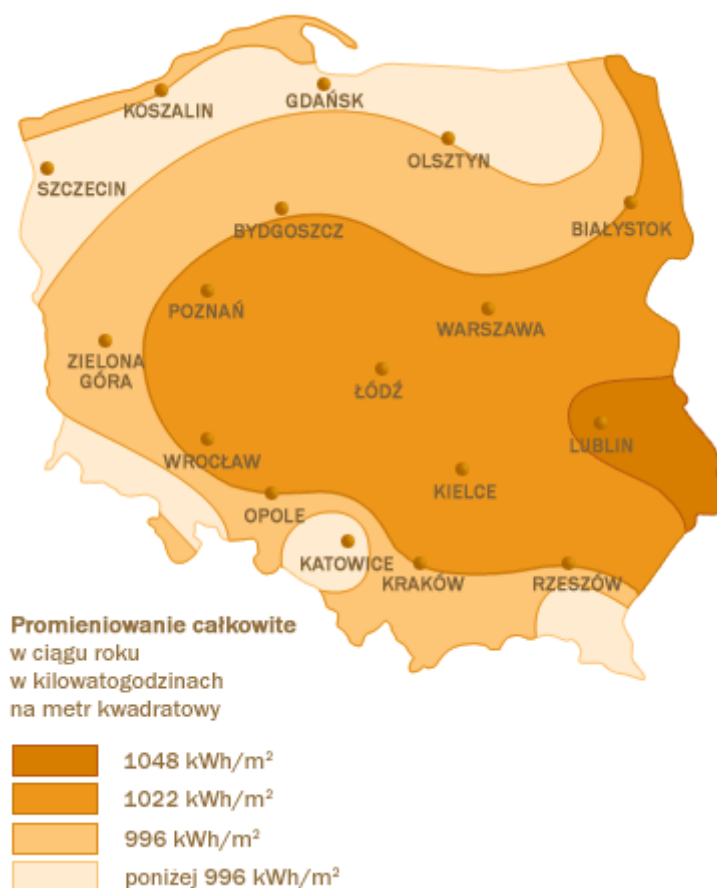 KOSZALIN
GDAŃSK
OLSZTYN
SZCZECIN
BYDGOSZCZ
BIAŁYSTOK
POZNAŃ
WARSZAWA
ZIELONA
GÓRA
ŁÓDŹ
LUBLIN
WROCŁAW
KIELCE
OPOLE
KATOWICE
KRAKÓW
RZESZÓW
Promieniowanie całkowite
w ciągu roku
w kilowatogodzinach
na metr kwadratowy
1048 kWh/m²
1022 kWh/m²
996 kWh/m²
poniżej 996 kWh/m²